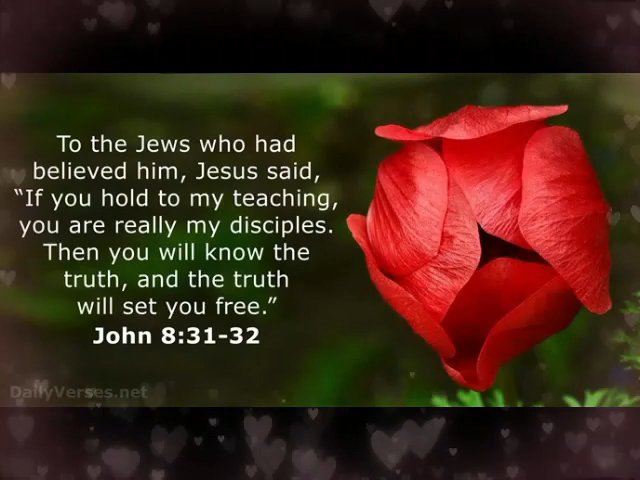 To the Jews who had
believed him, Jesus said,
“If you hold to my teaching,
you are really my disciples.
Then you will know the
truth, and the truth
will set you free.”
John 8:31-32
DailyVerses.net